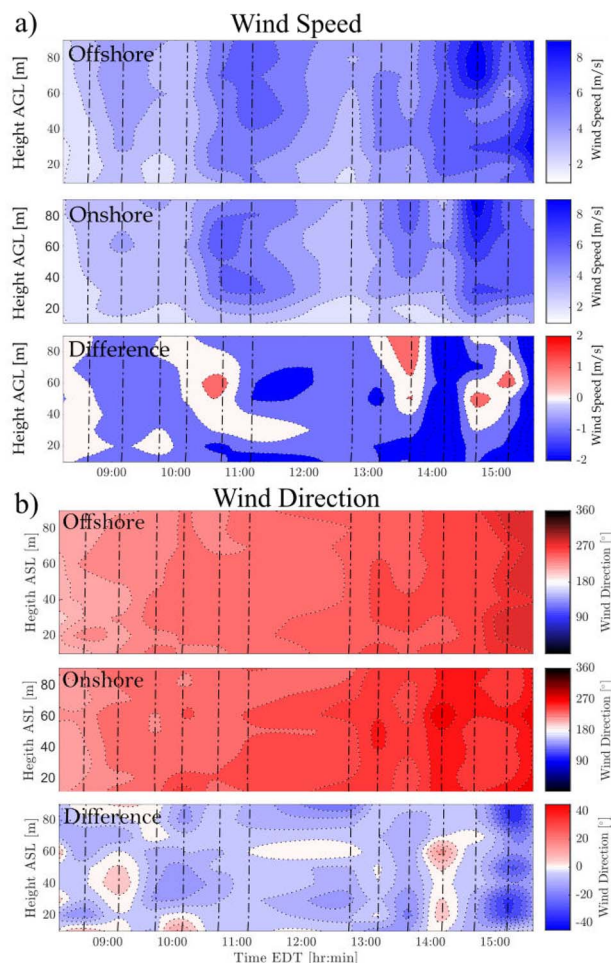 a) Wind Speed
Offshore
Height AGL [m]
80
60
40
20
8
6
4
2
Wind Speed [m/s]
Onshore
Height AGL [m]
80
60
40
20
8
6
4
2
Wind Speed [m/s]
Difference
Height AGL [m]
80
60
40
20
2
1
0
-1
-2
Wind Speed [m/s]
09:00 10:00 11:00 12:00 13:00 14:00 15:00
b) Wind Direction
Offshore
Hegith ASL [m]
80
60
40
20
360
270
180
90
Wind Direction [°]
Onshore
Hegith ASL [m]
80
60
40
20
360
270
180
90
Wind Direction [°]
Difference
Height ASL [m]
80
60
40
20
40
20
0
-20
-40
Wind Direction [°]
09:00 10:00 11:00 12:00 13:00 14:00 15:00
Time EDT [hr:min]